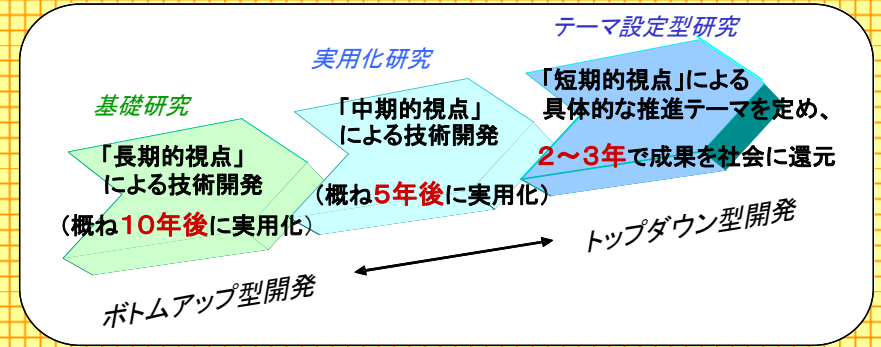 基礎研究
「長期的視点」
による技術開発
（概ね１０年後に実用化）
実用化研究
「中期的視点」
による技術開発
（概ね５年後に実用化）
テーマ設定型研究
「短期的視点」による
具体的な推進テーマを定め、
２～３年で成果を社会に還元
ボトムアップ型開発
トップダウン型開発